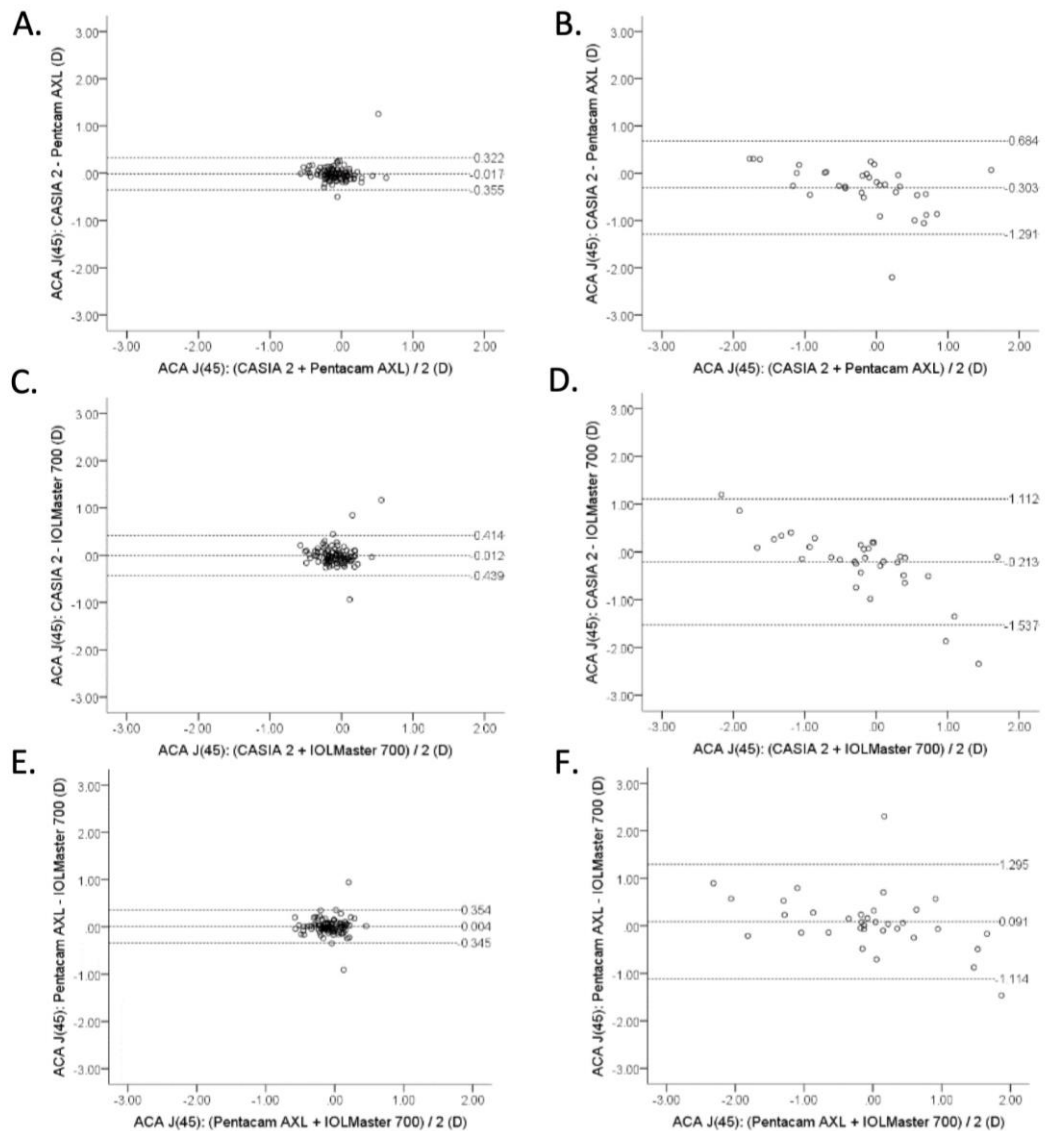 A.
ACA J(45): CASIA 2 - Pentcam AXL (D)
3.00
2.00
1.00
.00
-1.00
-2.00
-3.00
0.322
-0.017
-0.355
-3.00 -2.00 -1.00 .00 1.00 2.00
ACA J(45): (CASIA 2 + Pentacam AXL) / 2 (D)
B.
ACA J(45): CASIA 2 - Pentacam AXL (D)
3.00
2.00
1.00
.00
-1.00
-2.00
-3.00
0.684
-0.303
-1.291
-3.00 -2.00 -1.00 .00 1.00 2.00
ACA J(45): (CASIA 2 + Pentacam AXL) / 2 (D)
C.
ACA J(45): CASIA 2 - IOLMaster 700 (D)
3.00
2.00
1.00
.00
-1.00
-2.00
-3.00
0.414
-0.012
-0.439
-3.00 -2.00 -1.00 .00 1.00 2.00
ACA J(45): (CASIA 2 + IOLMaster 700) / 2 (D)
D.
ACA J(45): CASIA 2 - IOLMaster 700 (D)
3.00
2.00
1.00
.00
-1.00
-2.00
-3.00
1.112
-0.213
-1.537
-3.00 -2.00 -1.00 .00 1.00 2.00
ACA J(45): (CASIA 2 + IOLMaster 700) / 2 (D)
E.
ACA J(45): Pentacam AXL - IOLMaster 700 (D)
3.00
2.00
1.00
.00
-1.00
-2.00
-3.00
0.354
0.004
-0.345
-3.00 -2.00 -1.00 .00 1.00 2.00
ACA J(45): (Pentacam AXL + IOLMaster 700) / 2 (D)
F.
ACA J(45): Pentacam AXL - IOLMaster 700 (D)
3.00
2.00
1.00
.00
-1.00
-2.00
-3.00
1.295
0.091
-1.114
-3.00 -2.00 -1.00 .00 1.00 2.00
ACA J(45): (Pentacam AXL + IOLMaster 700) / 2 (D)